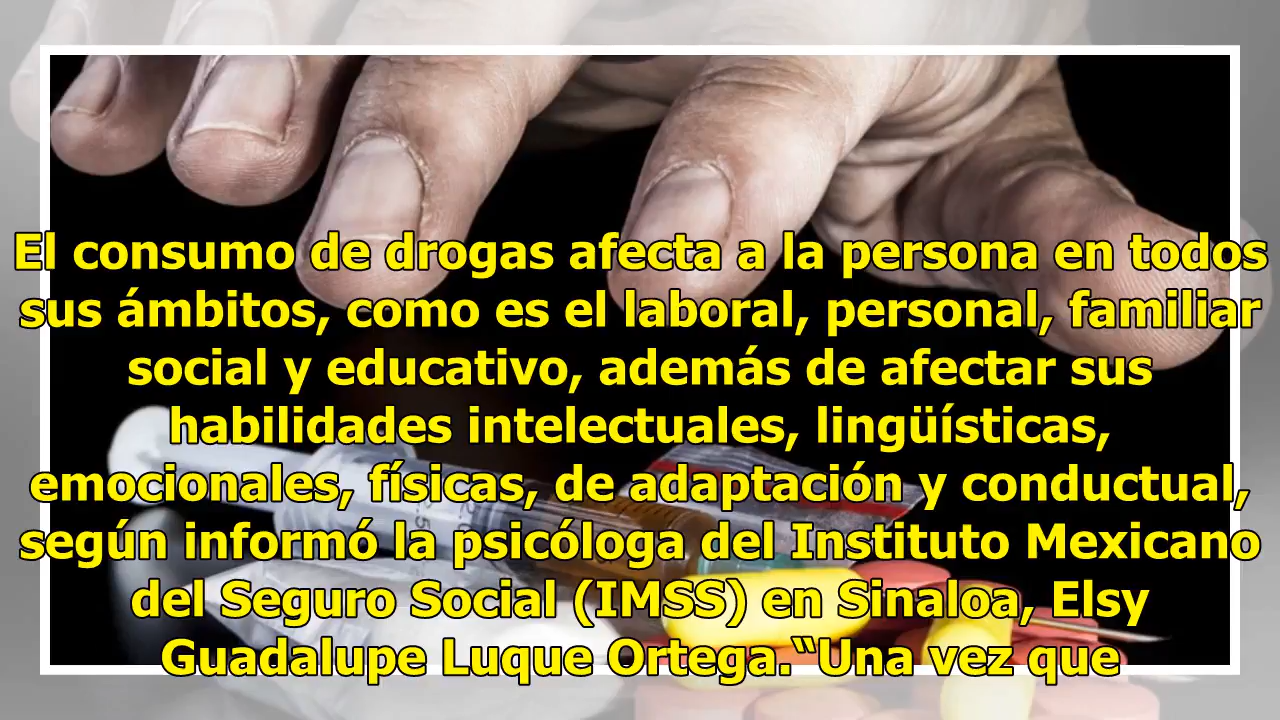 El consumo de drogas afecta a la persona en todos
sus ámbitos, como es el laboral, personal, familiar
social y educativo, además de afectar sus
habilidades intelectuales, lingüísticas,
emocionales, físicas, de adaptación y conductual,
según informó la psicóloga del Instituto Mexicano
del Seguro Social (IMSS) en Sinaloa, Elsy
Guadalupe Luque Ortega.“Una vez que